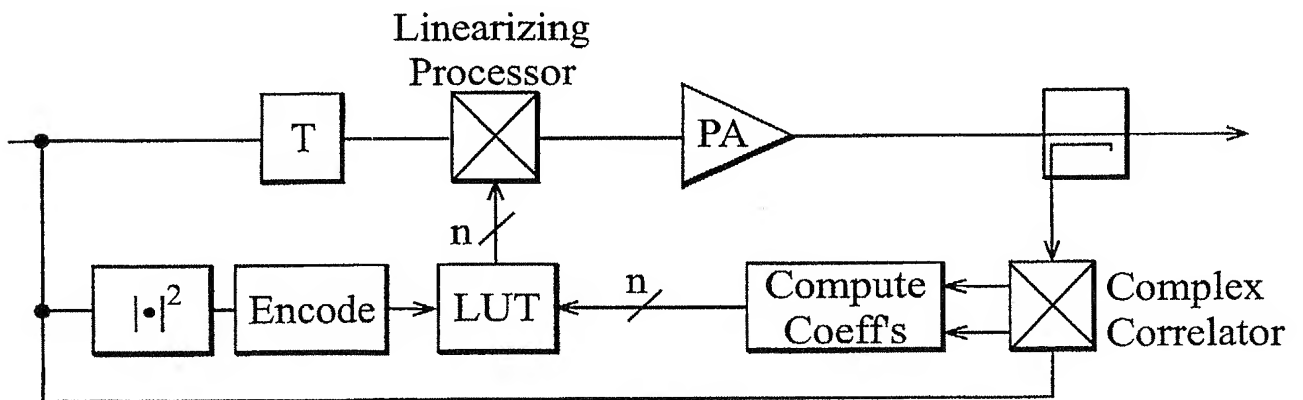 Linearizing
Processor
T
PA
n
n
|•|²
Encode
LUT
Compute
Coeff's
Complex
Correlator